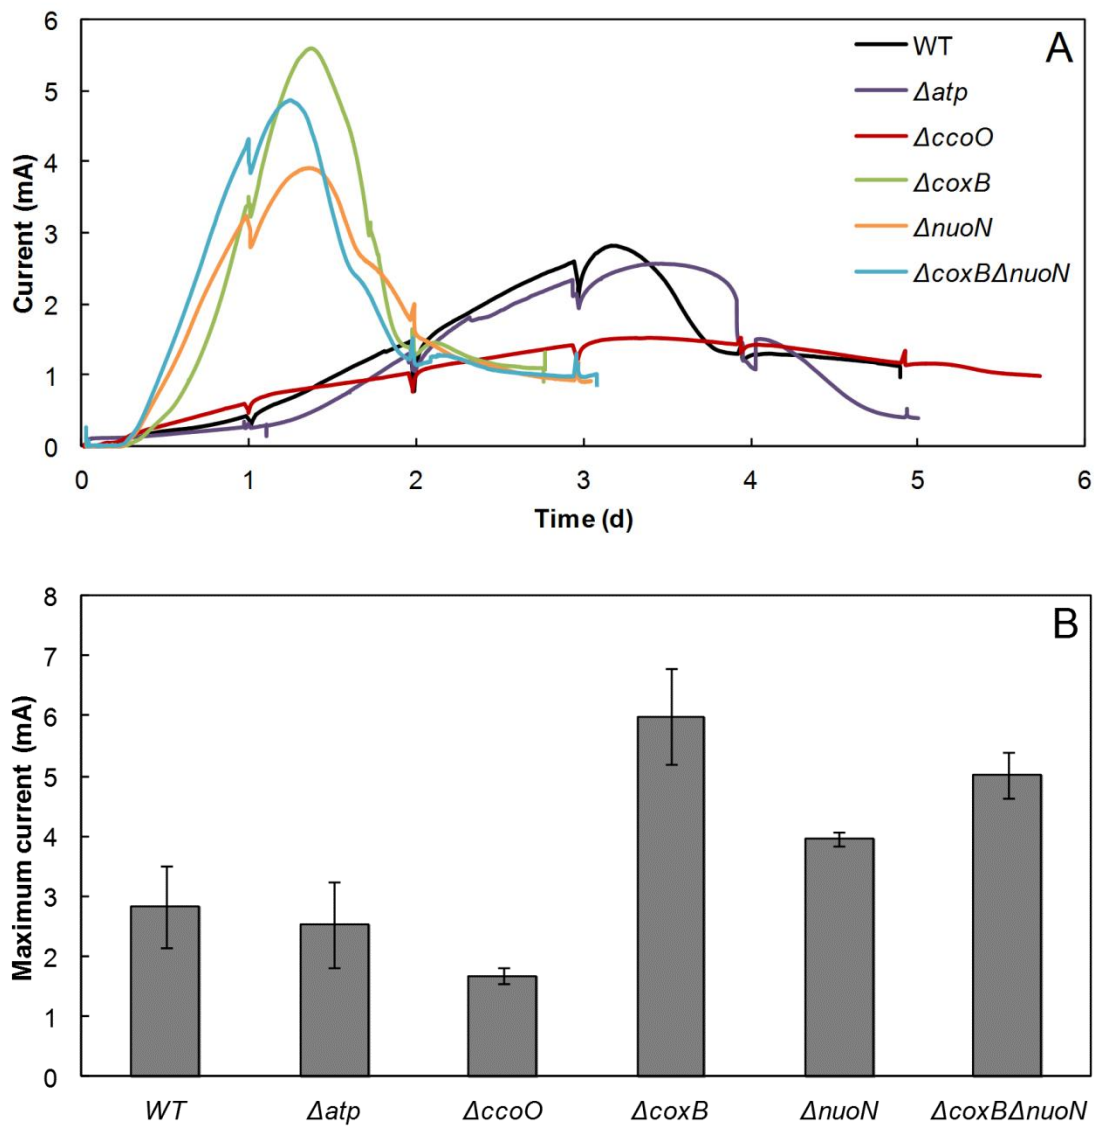 A
WT
Δatp
ΔccoO
ΔcoxB
ΔnuoN
ΔcoxBΔnuoN
Current (mA)
6
5
4
3
2
1
0
0 1 2 3 4 5 6
Time (d)
B
Maximum current (mA)
8
7
6
5
4
3
2
1
0
WT Δatp ΔccoO ΔcoxB ΔnuoN ΔcoxBΔnuoN